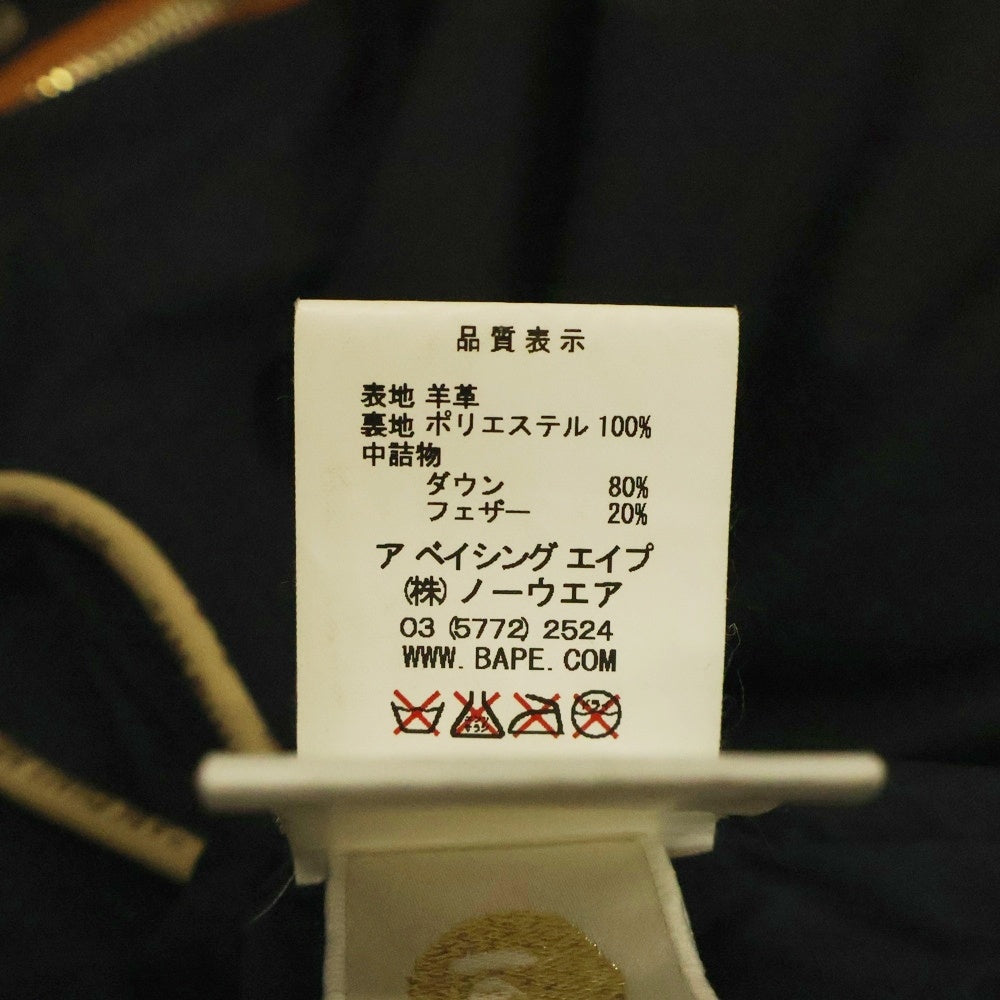 品質表示
表地 羊革
裏地 ポリエステル 100%
中詰物
ダウン 80%
フェザー 20%
ア ベイシング エイプ
(株) ノーウエア
03 (5772) 2524
WWW. BAPE. COM